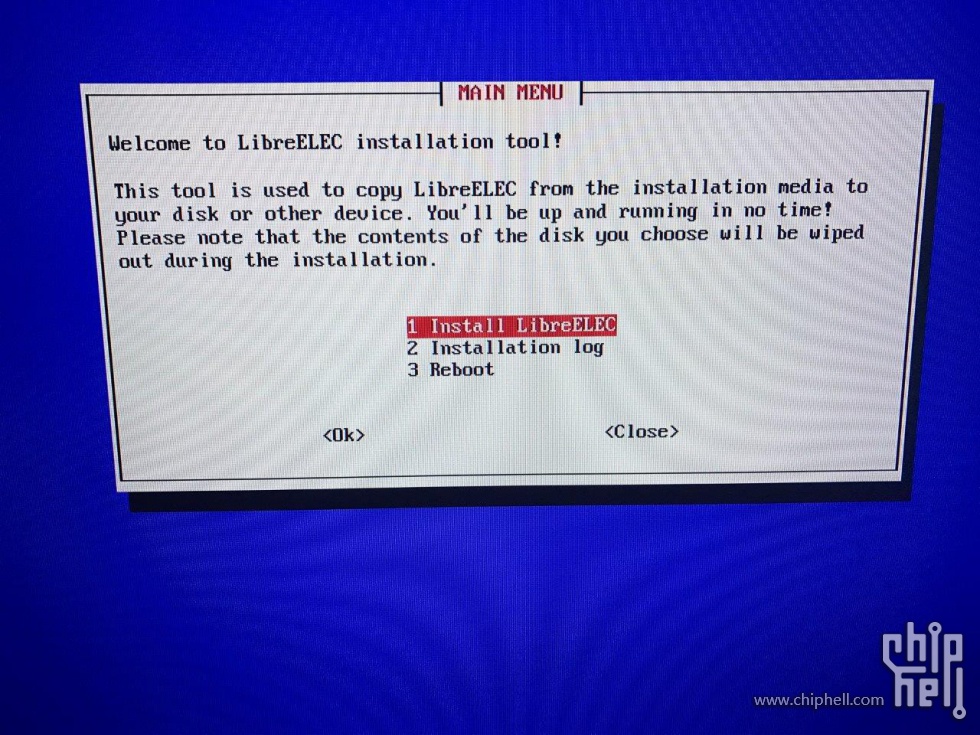 MAIN MENU
Welcome to LibreELEC installation tool!
This tool is used to copy LibreELEC from the installation media to
your disk or other device. You'll be up and running in no time!
Please note that the contents of the disk you choose will be wiped
out during the installation.
1 Install LibreELEC
2 Installation log
3 Reboot
<Ok> <Close>
chip
hell
www.chiphell.com